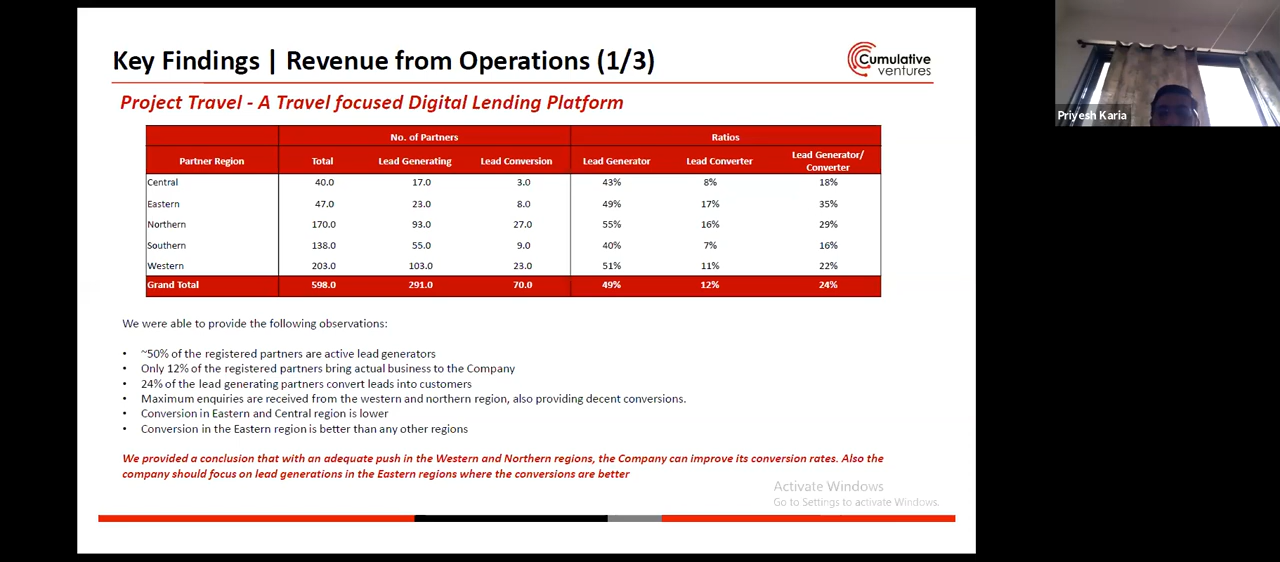 Key Findings | Revenue from Operations (1/3)
Cumulative
ventures
Project Travel - A Travel focused Digital Lending Platform
No. of Partners Ratios
Partner Region Total Lead Generating Lead Conversion Lead Generator Lead Converter Lead Generator/
Converter
Central 40.0 17.0 3.0 43% 8% 18%
Eastern 47.0 23.0 8.0 49% 17% 35%
Northern 170.0 93.0 27.0 55% 16% 29%
Southern 138.0 55.0 9.0 40% 7% 16%
Western 203.0 103.0 23.0 51% 11% 22%
Grand Total 598.0 291.0 70.0 49% 12% 24%
We were able to provide the following observations:
• ~50% of the registered partners are active lead generators
• Only 12% of the registered partners bring actual business to the Company
• 24% of the lead generating partners convert leads into customers
• Maximum enquiries are received from the western and northern region, also providing decent conversions.
• Conversion in Eastern and Central region is lower
• Conversion in the Eastern region is better than any other regions
We provided a conclusion that with an adequate push in the Western and Northern regions, the Company can improve its conversion rates. Also the
company should focus on lead generations in the Eastern regions where the conversions are better
Activate Windows
Go to Settings to activate Windows.
Priyesh Karia